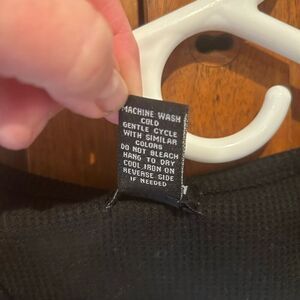 MACHINE WASH
COLD
GENTLE CYCLE
WITH SIMILAR
COLORS
DO NOT BLEACH
HANG TO DRY
COOL IRON ON
REVERSE SIDE
IF NEEDED